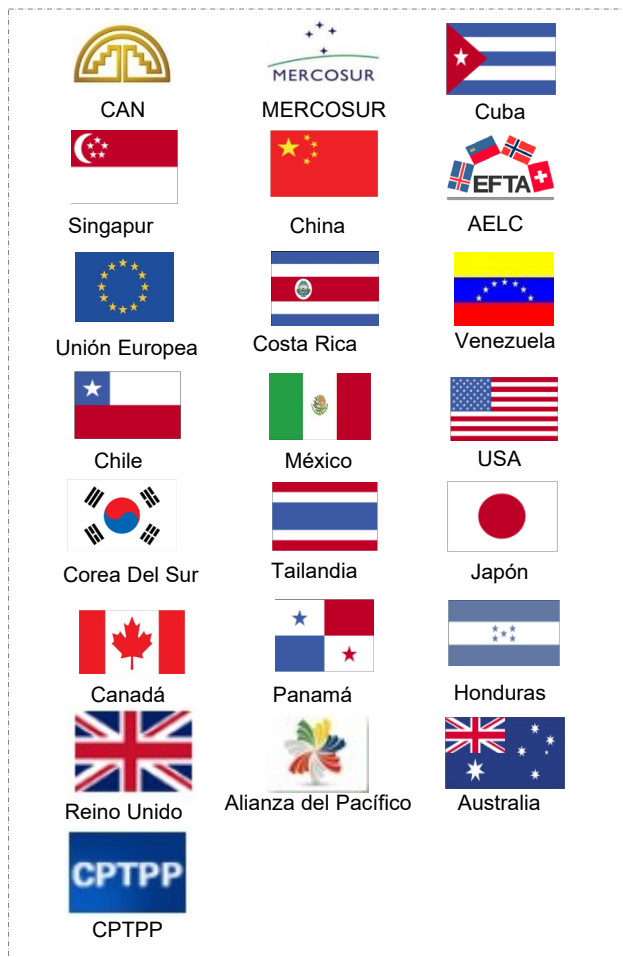 MERCOSUR
CAN
MERCOSUR
Cuba
EFTA
Singapur
China
AELC
Unión Europea
Costa Rica
Venezuela
Chile
México
USA
Corea Del Sur
Tailandia
Japón
Canadá
Panamá
Honduras
Reino Unido
Alianza del Pacífico
Australia
CPTPP
CPTPP